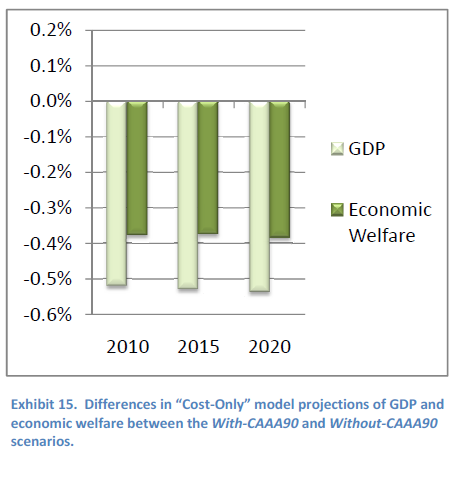 0.2%
0.1%
0.0%
-0.1%
-0.2%
-0.3%
-0.4%
-0.5%
-0.6%
2010 2015 2020
GDP
Economic
Welfare
Exhibit 15. Differences in “Cost-Only” model projections of GDP and
economic welfare between the With-CAAA90 and Without-CAAA90
scenarios.